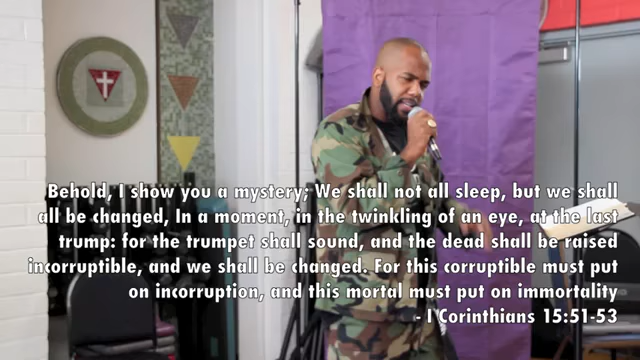 Behold, I show you a mystery; We shall not all sleep, but we shall
all be changed, In a moment, in the twinkling of an eye, at the last
trump: for the trumpet shall sound, and the dead shall be raised
incorruptible, and we shall be changed. For this corruptible must put
on incorruption, and this mortal must put on immortality
- I Corinthians 15:51-53